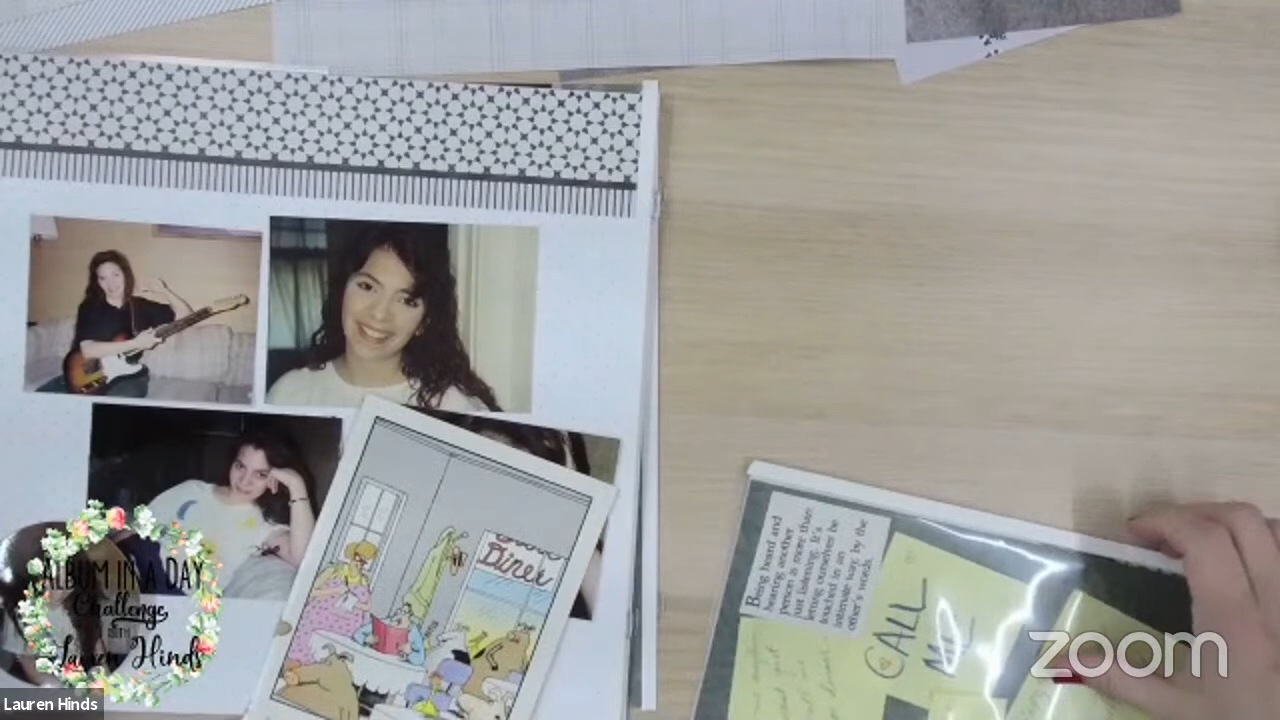 Diner
Being heard and
hearing another
person is more than
just listening. It's
letting ourselves be
touched in an
intimate way by the
other's words.
CALL
ME
ALBUM IN A DAY
Challenge
WITH
Lauren Hinds
Lauren Hinds
zoom